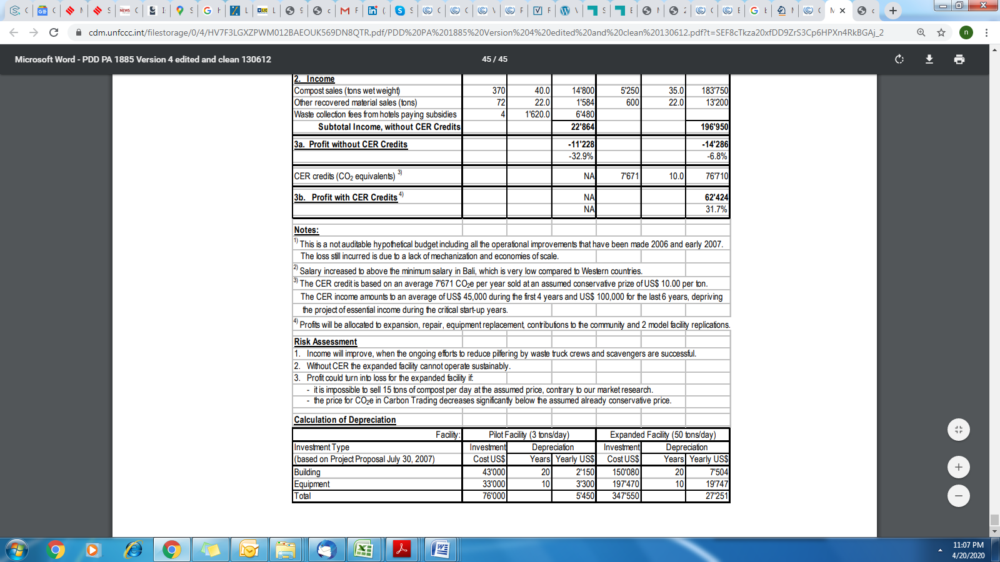 cdm.unfccc.int/filestorage/0/4/HV7F3LGXZPWM012BAEOUK569DN8QTR.pdf/PDD%20PA%201885%20Version%204%20edited%20and%20clean%20130612.pdf?t=SEF8cTkza20xfDD9ZrS3Cp6HPXn4RkBGAj_2
Microsoft Word - PDD PA 1885 Version 4 edited and clean 130612 45 / 45
2. Income
Compost sales (tons wet weight) 370 40.0 14'800 5'250 35.0 183'750
Other recovered material sales (tons) 72 22.0 1'584 600 22.0 13'200
Waste collection fees from hotels paying subsidies 4 1'620.0 6'480
Subtotal Income, without CER Credits 22'864 196'950
3a. Profit without CER Credits -11'228 -14'286
-32.9% -6.8%
CER credits (CO2 equivalents) 3) NA 7'671 10.0 76'710
3b. Profit with CER Credits 4) NA 62'424
NA 31.7%
Notes:
1) This is a not auditable hypothetical budget including all the operational improvements that have been made 2006 and early 2007.
The loss still incurred is due to a lack of mechanization and economies of scale.
2) Salary increased to above the minimum salary in Bali, which is very low compared to Western countries.
3) The CER credit is based on an average 7'671 CO2e per year sold at an assumed conservative prize of US$ 10.00 per ton.
The CER income amounts to an average of US$ 45,000 during the first 4 years and US$ 100,000 for the last 6 years, depriving
the project of essential income during the critical start-up years.
4) Profits will be allocated to expansion, repair, equipment replacement, contributions to the community and 2 model facility replications.
Risk Assessment
1. Income will improve, when the ongoing efforts to reduce pilfering by waste truck crews and scavengers are successful.
2. Without CER the expanded facility cannot operate sustainably.
3. Profit could turn into loss for the expanded facility if:
- it is impossible to sell 15 tons of compost per day at the assumed price, contrary to our market research.
- the price for CO2e in Carbon Trading decreases significantly below the assumed already conservative price.
Calculation of Depreciation
Facility: Pilot Facility (3 tons/day) Expanded Facility (50 tons/day)
Investment Type Investment Depreciation Investment Depreciation
(based on Project Proposal July 30, 2007) Cost US$ Years Yearly US$ Cost US$ Years Yearly US$
Building 43'000 20 2'150 150'080 20 7'504
Equipment 33'000 10 3'300 197'470 10 19'747
Total 76'000 5'450 347'550 27'251
11:07 PM
4/20/2020